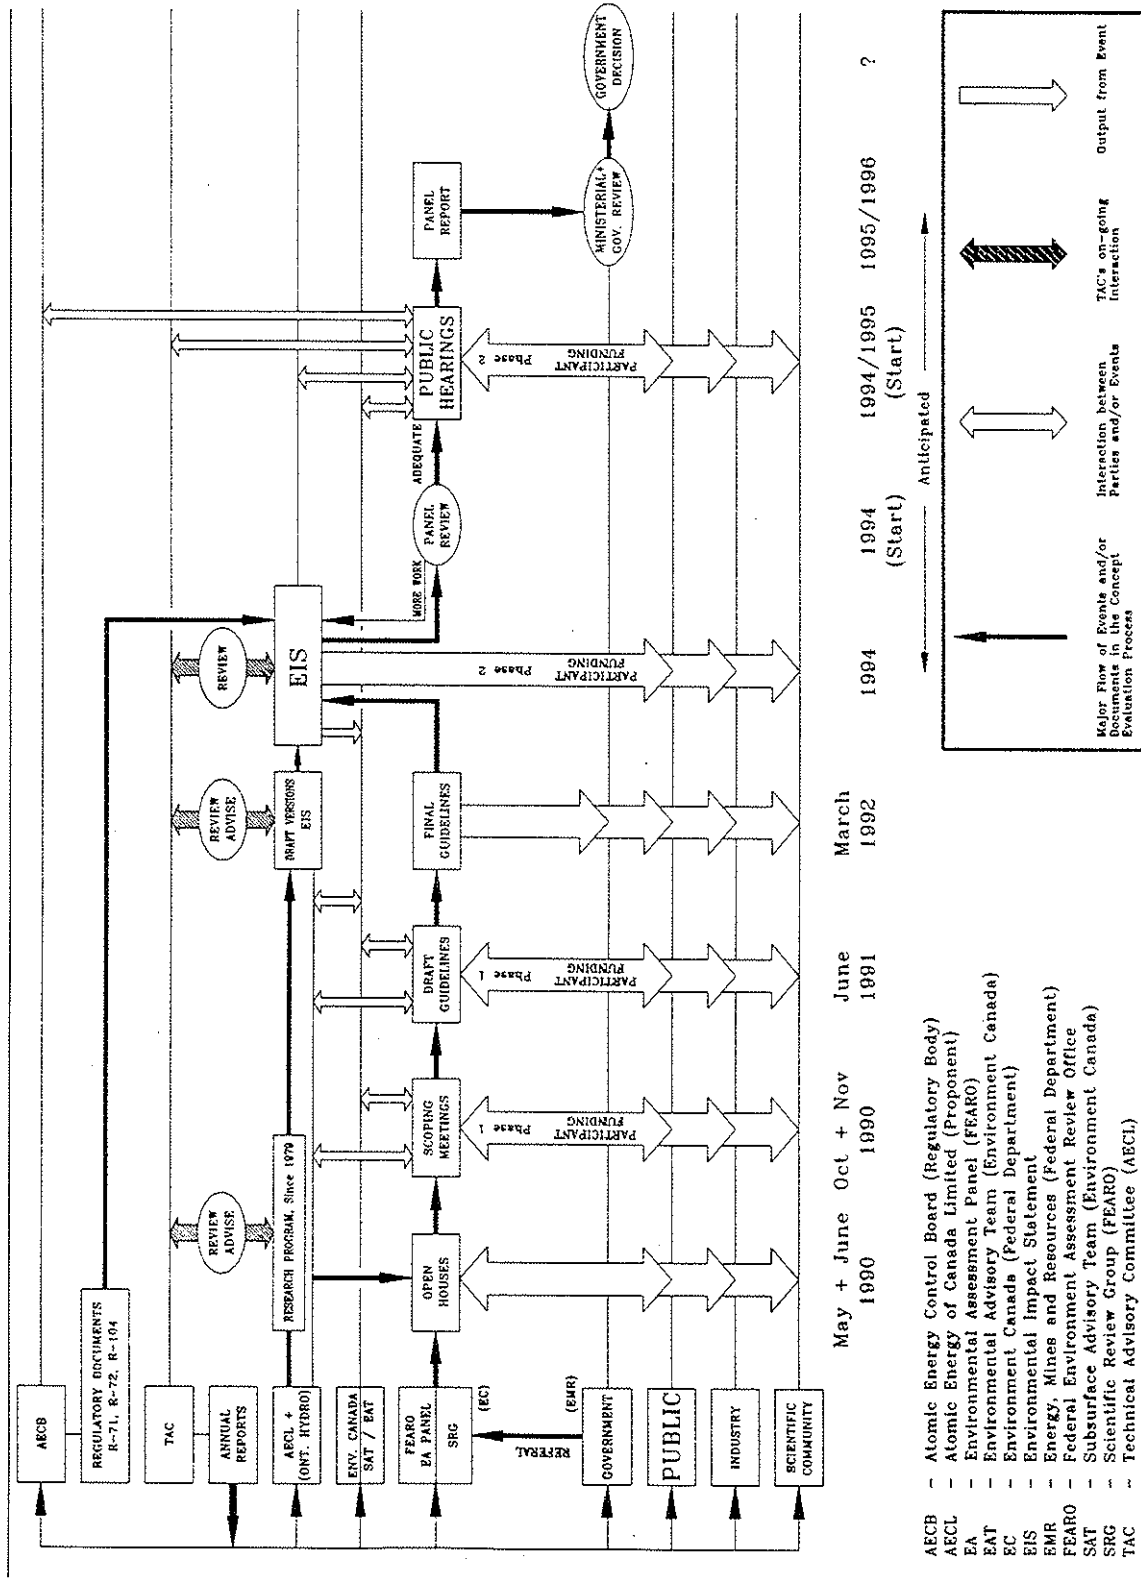 AECB
REGULATORY DOCUMENTS
R-71, R-72, R-104
TAC
ANNUAL
REPORTS
AECL +
(ONT. HYDRO)
ENV. CANADA
SAT / EAT
FEARO
EA PANEL
SRG
(EC)
REFERAL
(EMR)
GOVERNMENT
PUBLIC
INDUSTRY
SCIENTIFIC
COMMUNITY
REVIEW
ADVISE
RESEARCH PROGRAM, Since 1979
OPEN
HOUSES
SCOPING
MEETINGS
PARTICIPANT
FUNDING
Phase 1
DRAFT
GUIDELINES
PARTICIPANT
FUNDING
Phase 1
REVIEW
ADVISE
DRAFT VERSIONS
EIS
FINAL
GUIDELINES
REVIEW
EIS
PARTICIPANT
FUNDING
Phase 2
MORE WORK
PANEL
REVIEW
ADEQUATE
PUBLIC
HEARINGS
PARTICIPANT
FUNDING
Phase 2
PANEL
REPORT
MINISTERIAL+
GOV. REVIEW
GOVERNMENT
DECISION
May + June
1990
Oct + Nov
1990
June
1991
March
1992
1994
1994
(Start)
1994/1995
(Start)
1995/1996
?
Anticipated
AECB - Atomic Energy Control Board (Regulatory Body)
AECL - Atomic Energy of Canada Limited (Proponent)
EA - Environmental Assessment Panel (FEARO)
EAT - Environmental Advisory Team (Environment Canada)
EC - Environment Canada (Federal Department)
EIS - Environmental Impact Statement
EMR - Energy, Mines and Resources (Federal Department)
FEARO - Federal Environment Assessment Review Office
SAT - Subsurface Advisory Team (Environment Canada)
SRG - Scientific Review Group (FEARO)
TAC - Technical Advisory Committee (AECL)
Major Flow of Events and/or
Documents in the Concept
Evaluation Process
Interaction between
Parties and/or Events
TAC's on-going
Interaction
Output from Event